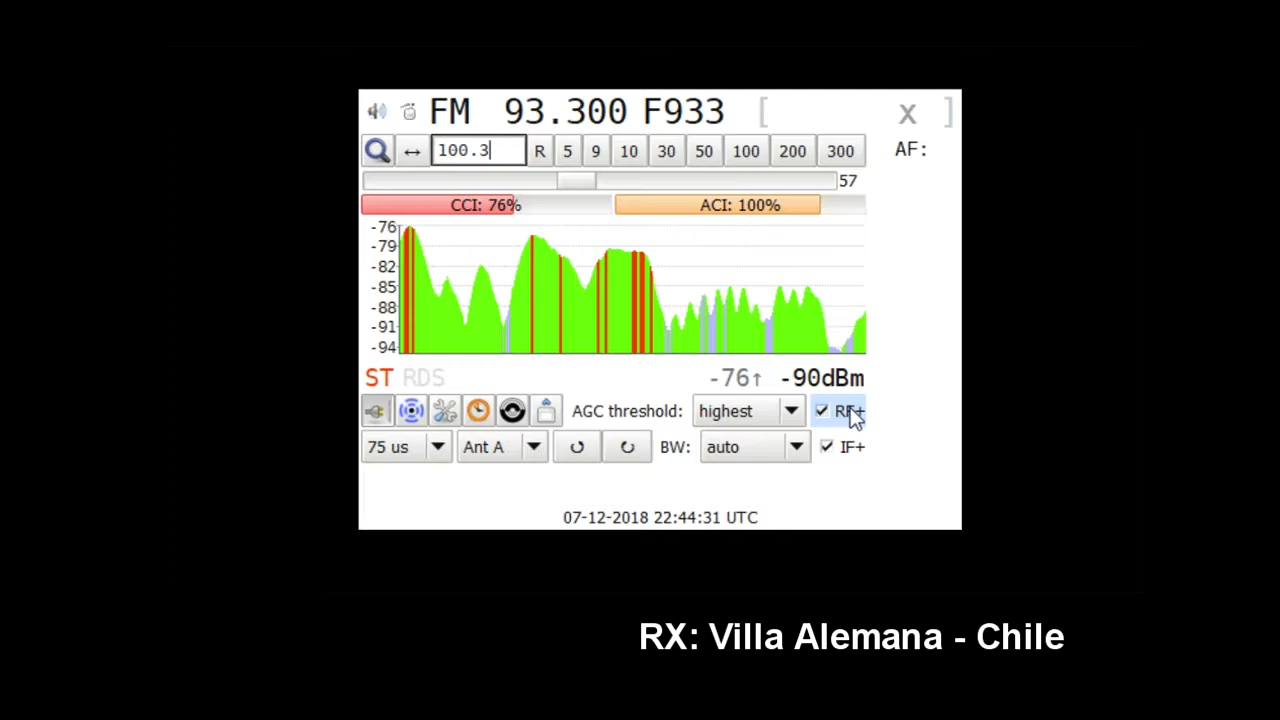 FM 93.300 F933 [ x ]
100.3 R 5 9 10 30 50 100 200 300 AF:
57
CCI: 76% ACI: 100%
-76
-79
-82
-85
-88
-91
-94
ST RDS -76↑ -90dBm
AGC threshold: highest RF+
75 us Ant A BW: auto IF+
07-12-2018 22:44:31 UTC
RX: Villa Alemana - Chile